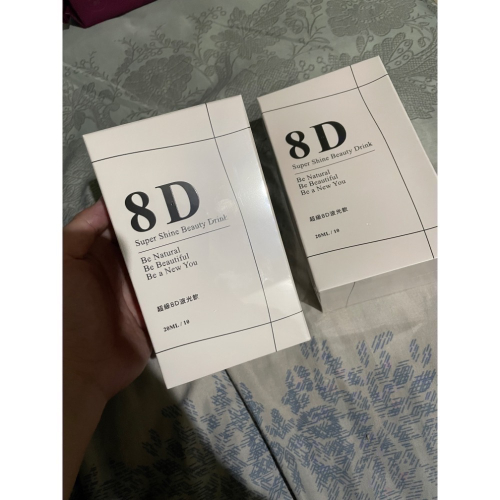 8D
Super Shine Beauty Drink
Be Natural
Be Beautiful
Be a New You
超級8D波光飲
20ML / 10
8D
Super Shine Beauty Drink
Be Natural
Be Beautiful
Be a New You
超級8D波光飲
20ML / 10